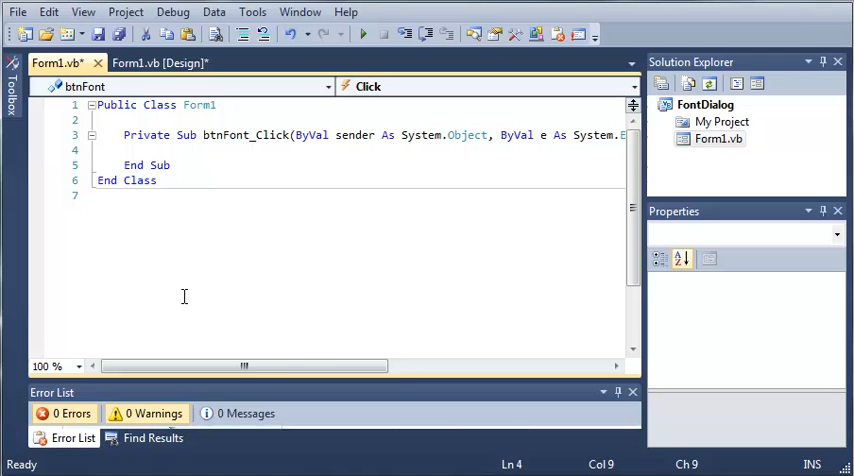 File Edit View Project Debug Data Tools Window Help
Form1.vb* Form1.vb [Design]*
Toolbox
btnFont Click
1 Public Class Form1
2
3 Private Sub btnFont_Click(ByVal sender As System.Object, ByVal e As System.E
4
5 End Sub
6 End Class
7
100 %
Error List
0 Errors 0 Warnings 0 Messages
Error List Find Results
Solution Explorer
FontDialog
My Project
Form1.vb
Properties
Ln 4 Col 9 Ch 9 INS